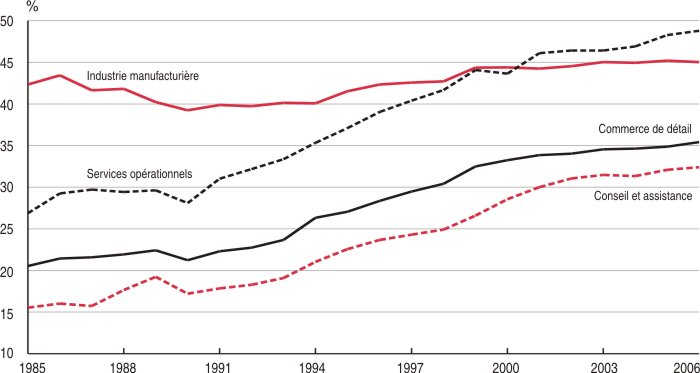 %
50
45
Industrie manufacturière
40
Commerce de détail
35
Services opérationnels
30
Conseil et assistance
25
20
15
10
1985 1988 1991 1994 1997 2000 2003 2006